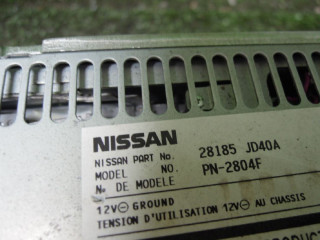 NISSAN
NISSAN PART No. 28185 JD40A
MODEL NO. PN-2804F
No DE MODELE
12V⊖ GROUND
TENSION D'UTILISATION 12V⊖ AU CHASSIS